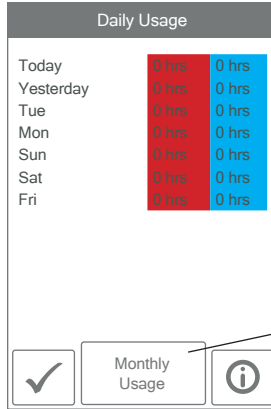 Daily Usage
Today 0 hrs 0 hrs
Yesterday 0 hrs 0 hrs
Tue 0 hrs 0 hrs
Mon 0 hrs 0 hrs
Sun 0 hrs 0 hrs
Sat 0 hrs 0 hrs
Fri 0 hrs 0 hrs
Monthly
Usage
i